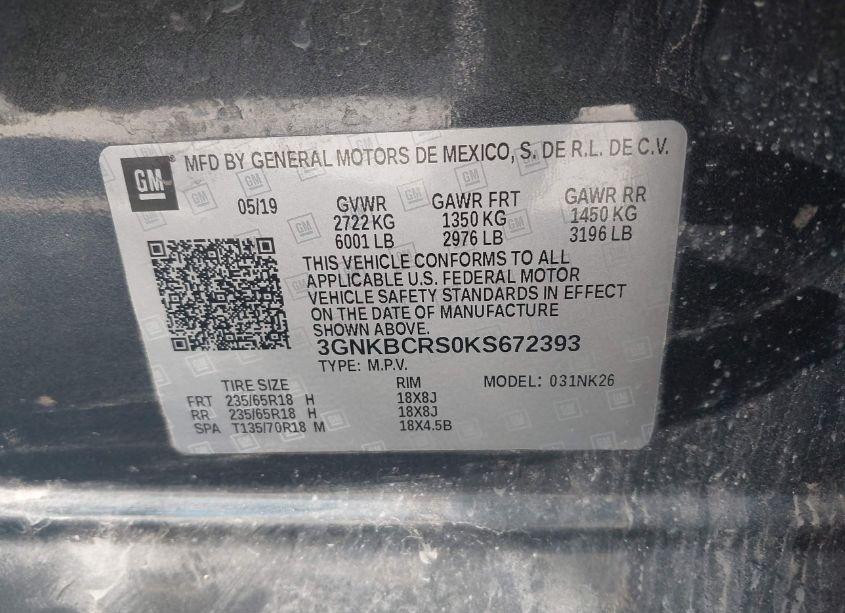 GM ® MFD BY GENERAL MOTORS DE MEXICO, S. DE R.L. DE C.V.
05/19 GVWR GAWR FRT GAWR RR
2722 KG 1350 KG 1450 KG
6001 LB 2976 LB 3196 LB
THIS VEHICLE CONFORMS TO ALL
APPLICABLE U.S. FEDERAL MOTOR
VEHICLE SAFETY STANDARDS IN EFFECT
ON THE DATE OF MANUFACTURE
SHOWN ABOVE.
3GNKBCRS0KS672393
TYPE: M.P.V.
TIRE SIZE RIM MODEL: 031NK26
FRT 235/65R18 H 18X8J
RR 235/65R18 H 18X8J
SPA T135/70R18 M 18X4.5B